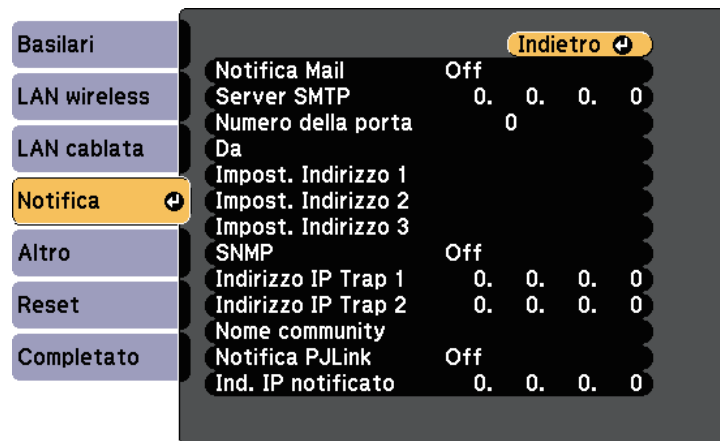 Basilari
LAN wireless
LAN cablata
Notifica
Altro
Reset
Completato
Indietro
Notifica Mail Off
Server SMTP 0. 0. 0. 0
Numero della porta 0
Da
Impost. Indirizzo 1
Impost. Indirizzo 2
Impost. Indirizzo 3
SNMP Off
Indirizzo IP Trap 1 0. 0. 0. 0
Indirizzo IP Trap 2 0. 0. 0. 0
Nome community
Notifica PJLink Off
Ind. IP notificato 0. 0. 0. 0